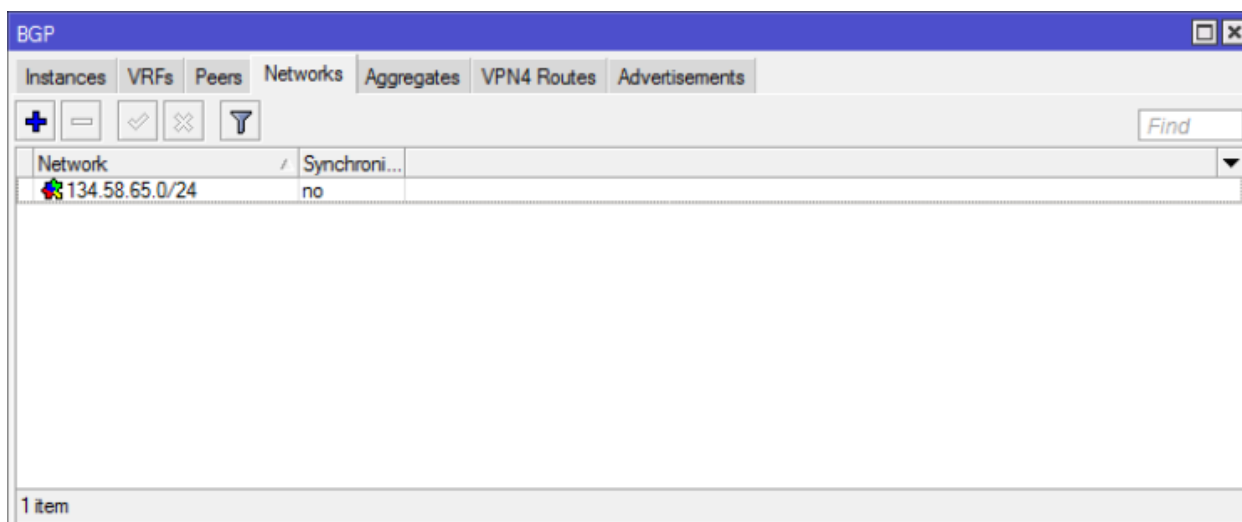 BGP
Instances VRFs Peers Networks Aggregates VPN4 Routes Advertisements
Find
Network Synchroni...
134.58.65.0/24 no
1 item